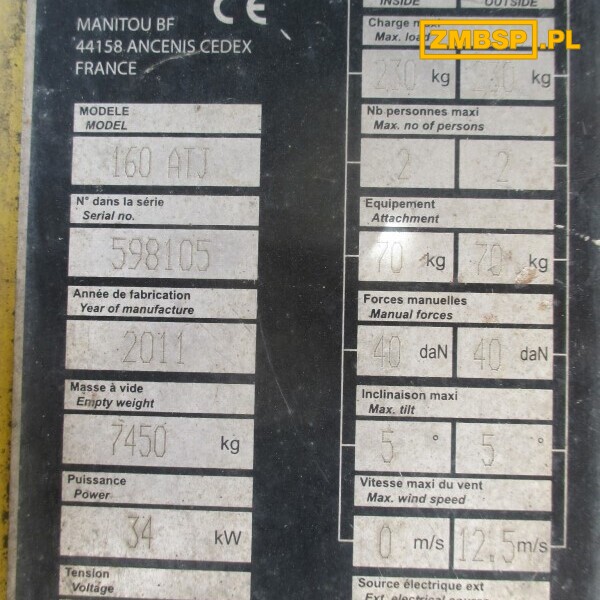 CE
MANITOU BF
44158 ANCENIS CEDEX
FRANCE
MODELE
MODEL
160 ATJ
N° dans la série
Serial no.
598105
Année de fabrication
Year of manufacture
2011
Masse à vide
Empty weight
7450 kg
Puissance
Power
34 kW
Tension
Voltage
INSIDE OUTSIDE
Charge maxi
Max. load
230 kg kg
Nb personnes maxi
Max. no of persons
2 2
Equipement
Attachment
70 kg 70 kg
Forces manuelles
Manual forces
40 daN 40 daN
Inclinaison maxi
Max. tilt
5 ° 5 °
Vitesse maxi du vent
Max. wind speed
0 m/s 12.5 m/s
Source électrique ext
Ext. electrical source
ZMBSP.PL